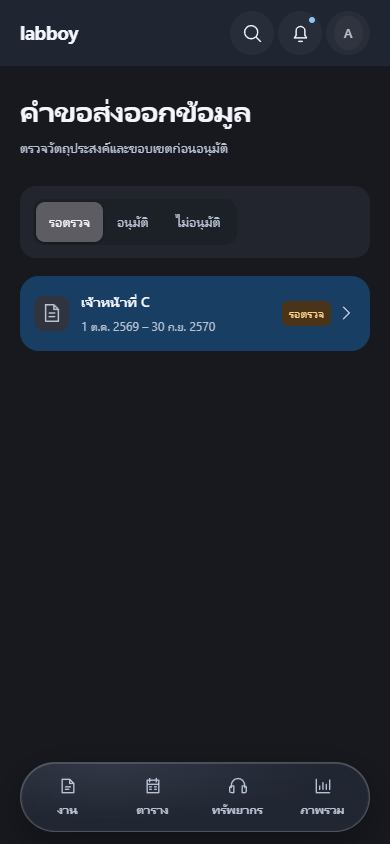 labboy
A
คำขอส่งออกข้อมูล
ตรวจวัตถุประสงค์และขอบเขตก่อนอนุมัติ
รอตรวจ
อนุมัติ
ไม่อนุมัติ
เจ้าหน้าที่ C
1 ต.ค. 2569 – 30 ก.ย. 2570
รอตรวจ
งาน
ตาราง
ทรัพยากร
ภาพรวม